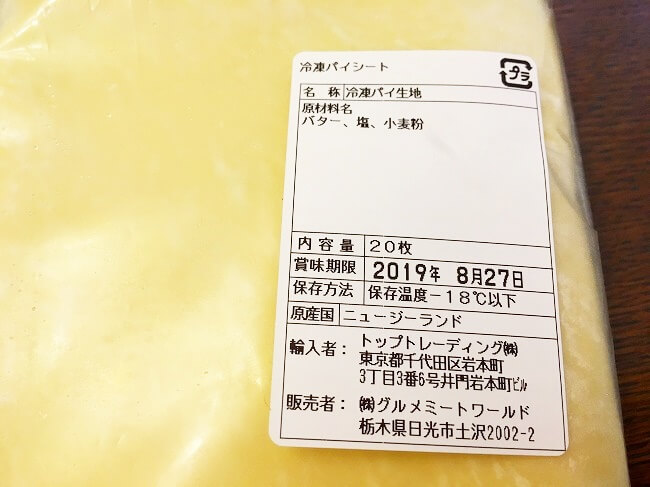 冷凍パイシート
プラ
名 称 冷凍パイ生地
原材料名
バター、塩、小麦粉
内容量 20枚
賞味期限 2019年 8月27日
保存方法 保存温度-18℃以下
原産国 ニュージーランド
輸入者: トップトレーディング㈱
東京都千代田区岩本町
3丁目3番6号井門岩本町ビル
販売者: ㈱グルメミートワールド
栃木県日光市土沢2002-2